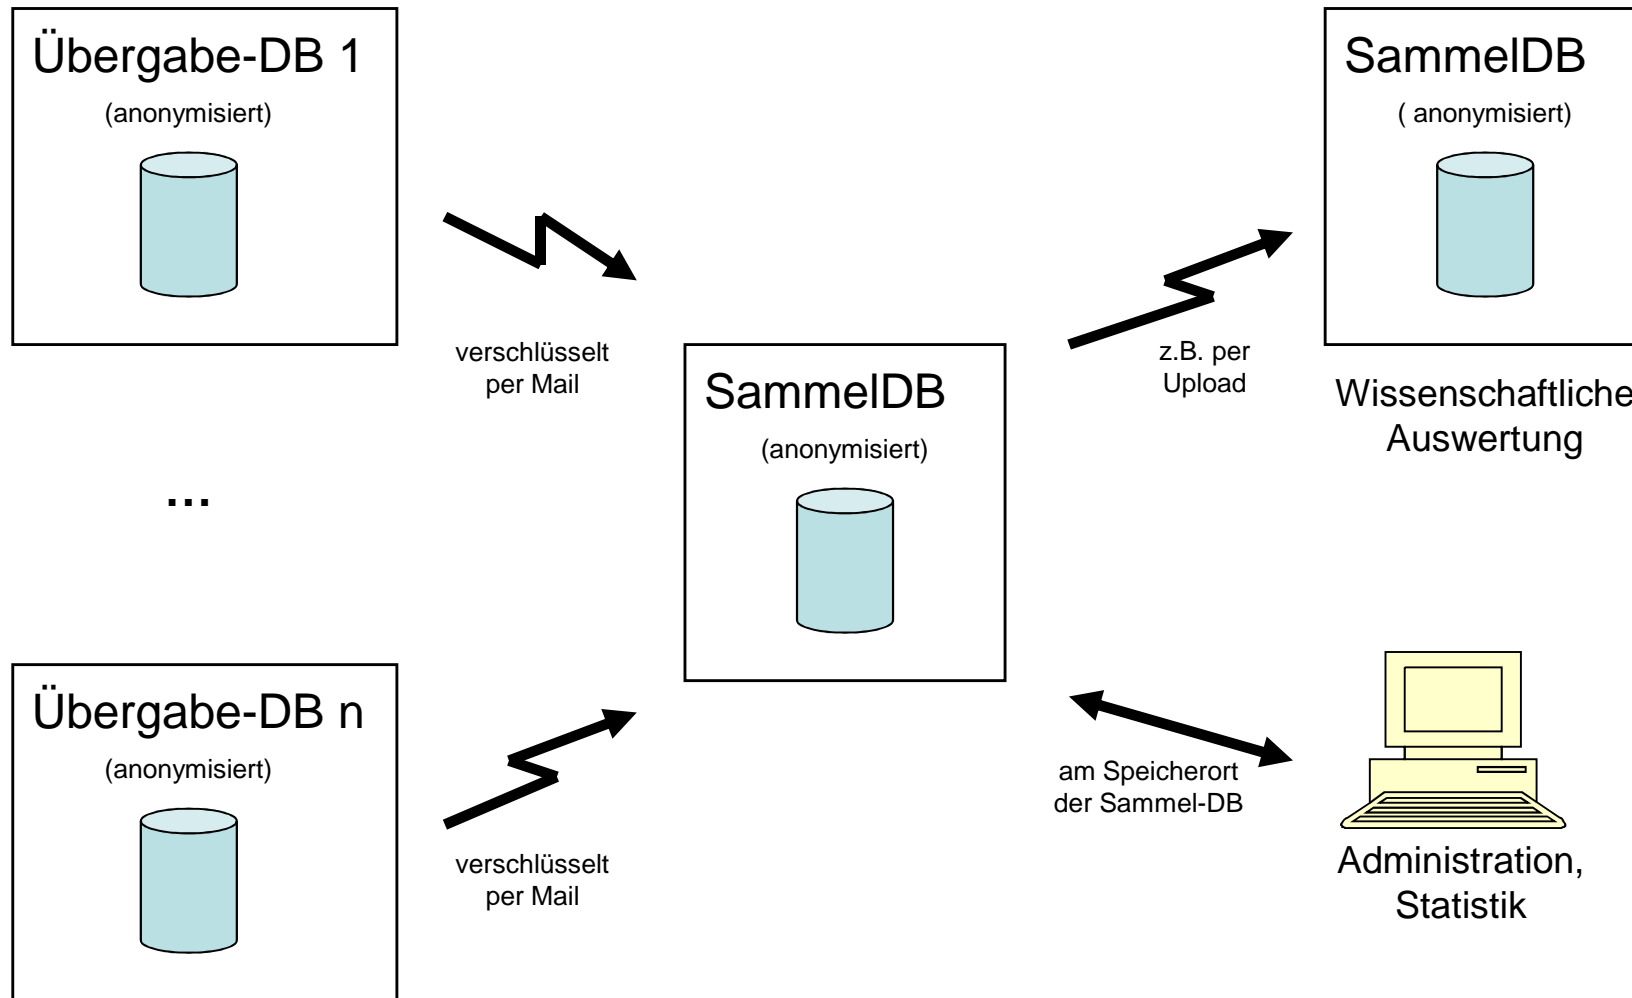 Übergabe-DB 1
(anonymisiert)
verschlüsselt
per Mail
...
Übergabe-DB n
(anonymisiert)
verschlüsselt
per Mail
SammelDB
(anonymisiert)
z.B. per
Upload
SammelDB
( anonymisiert)
Wissenschaftliche
Auswertung
am Speicherort
der Sammel-DB
Administration,
Statistik